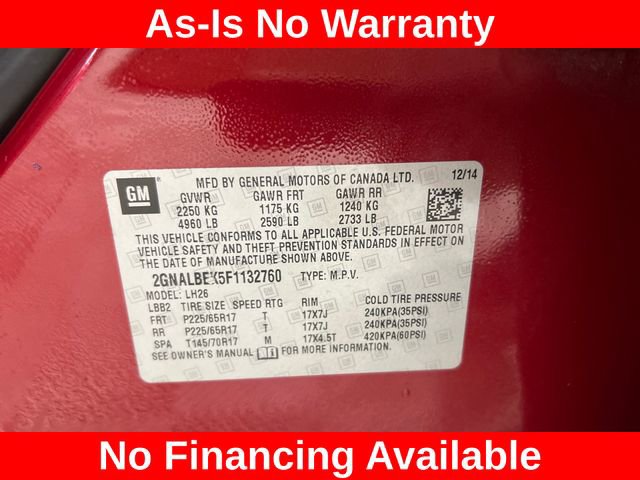 As-Is No Warranty
GM
MFD BY GENERAL MOTORS OF CANADA LTD. 12/14
GVWR GAWR FRT GAWR RR
2250 KG 1175 KG 1240 KG
4960 LB 2590 LB 2733 LB
THIS VEHICLE CONFORMS TO ALL APPLICABLE U.S. FEDERAL MOTOR
VEHICLE SAFETY AND THEFT PREVENTION STANDARDS IN EFFECT ON
THE DATE OF MANUFACTURE SHOWN ABOVE.
2GNALBEK5F1132760 TYPE: M.P.V.
MODEL: LH26
LBB2 TIRE SIZE SPEED RTG RIM COLD TIRE PRESSURE
FRT P225/65R17 T 17X7J 240KPA(35PSI)
RR P225/65R17 T 17X7J 240KPA(35PSI)
SPA T145/70R17 M 17X4.5T 420KPA(60PSI)
SEE OWNER'S MANUAL FOR MORE INFORMATION.
No Financing Available